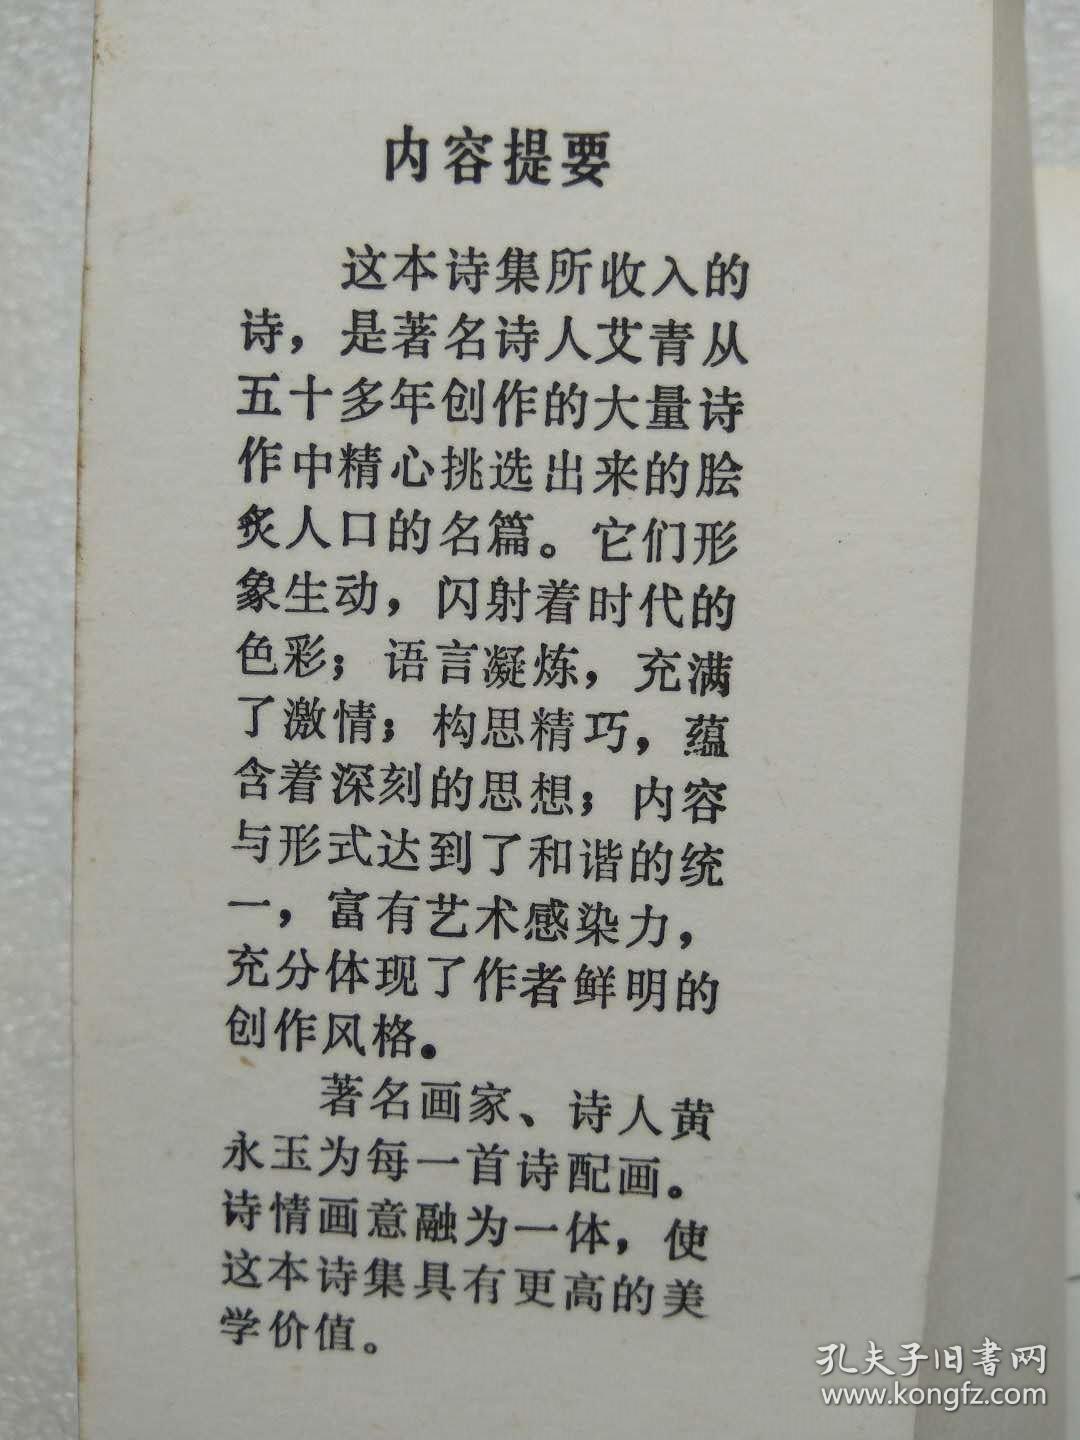 内容提要
这本诗集所收入的
诗，是著名诗人艾青从
五十多年创作的大量诗
作中精心挑选出来的脍
炙人口的名篇。它们形
象生动，闪射着时代的
色彩；语言凝炼，充满
了激情；构思精巧，蕴
含着深刻的思想；内容
与形式达到了和谐的统
一，富有艺术感染力，
充分体现了作者鲜明的
创作风格。
著名画家、诗人黄
永玉为每一首诗配画。
诗情画意融为一体，使
这本诗集具有更高的美
学价值。
孔夫子旧書网
www.kongfz.com